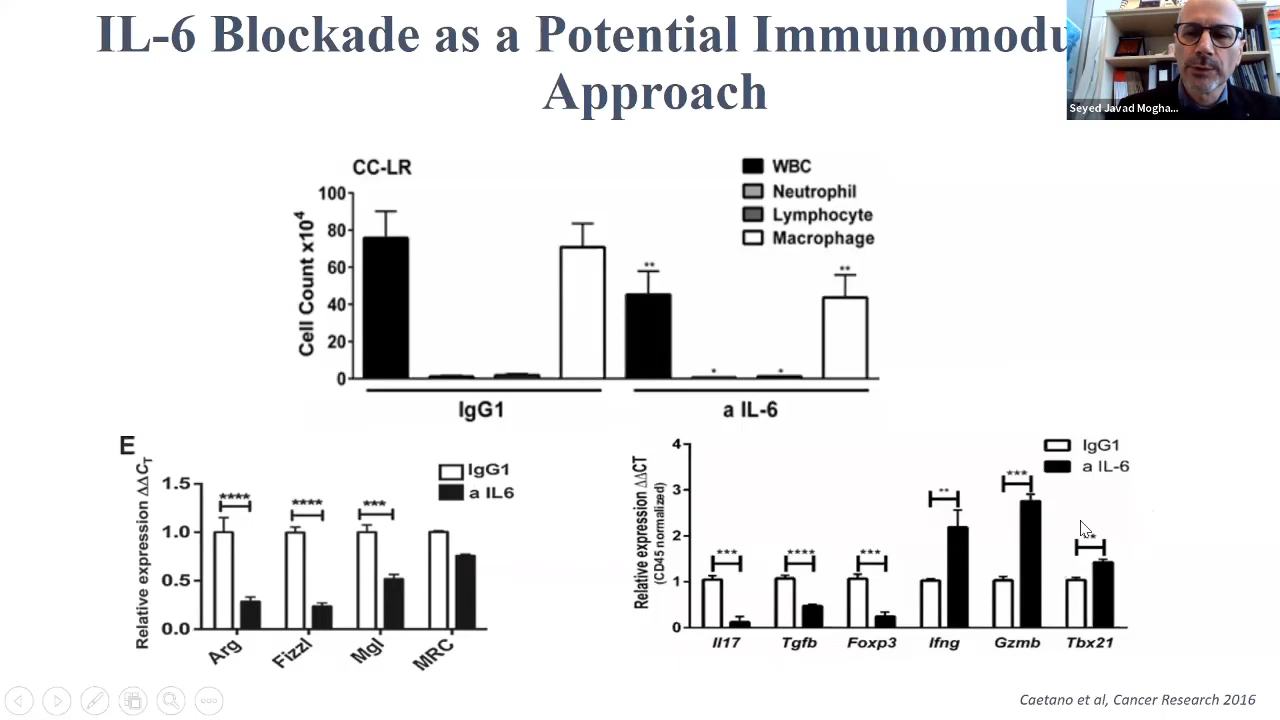 IL-6 Blockade as a Potential Immunomodu
Approach
Seyed Javad Mogha...
CC-LR
WBC
Neutrophil
Lymphocyte
Macrophage
Cell Count x10⁴
100
80
60
40
20
0
**
*
*
**
IgG1
a IL-6
E
IgG1
a IL6
Relative expression ΔΔCT
1.5
1.0
0.5
0.0
****
****
***
Arg
Fizzl
Mgl
MRC
IgG1
a IL-6
Relative expression ΔΔCT
(CD45 normalized)
4
3
2
1
0
***
****
***
**
***
Il17
Tgfb
Foxp3
Ifng
Gzmb
Tbx21
Caetano et al, Cancer Research 2016